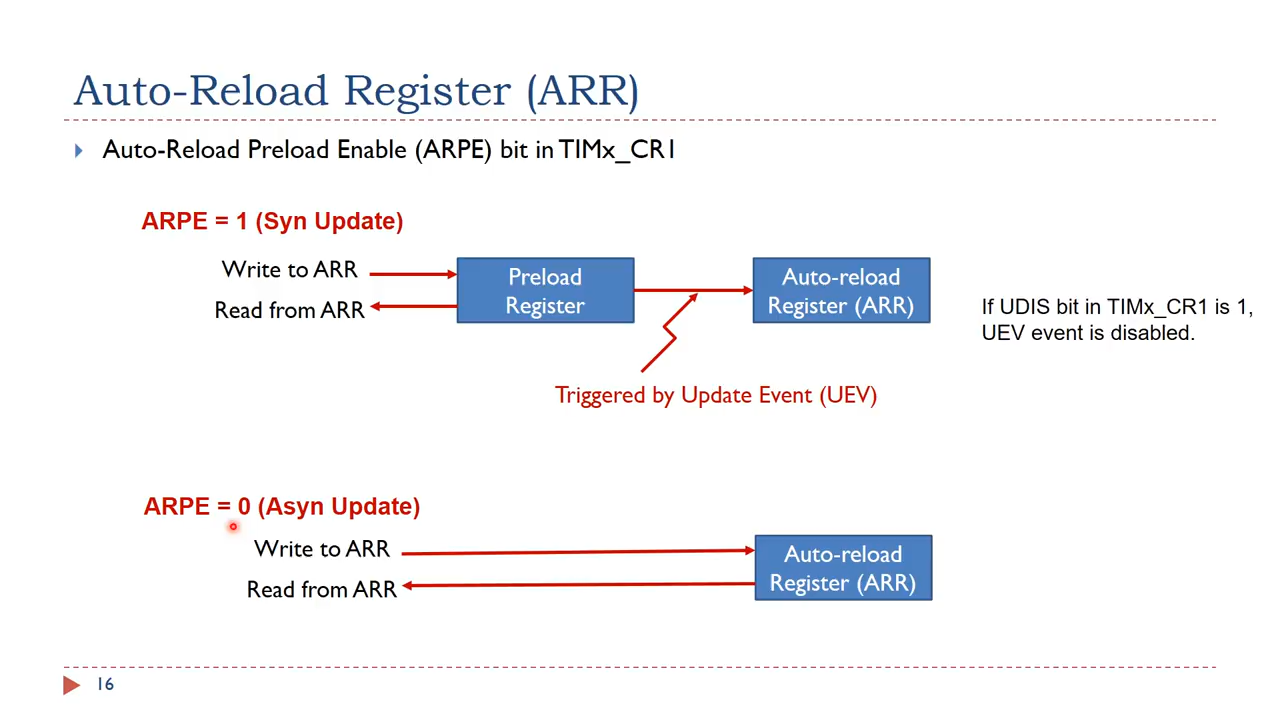 Auto-Reload Register (ARR)
Auto-Reload Preload Enable (ARPE) bit in TIMx_CR1
ARPE = 1 (Syn Update)
Write to ARR
Read from ARR
Preload
Register
Auto-reload
Register (ARR)
If UDIS bit in TIMx_CR1 is 1,
UEV event is disabled.
Triggered by Update Event (UEV)
ARPE = 0 (Asyn Update)
Write to ARR
Read from ARR
Auto-reload
Register (ARR)
16